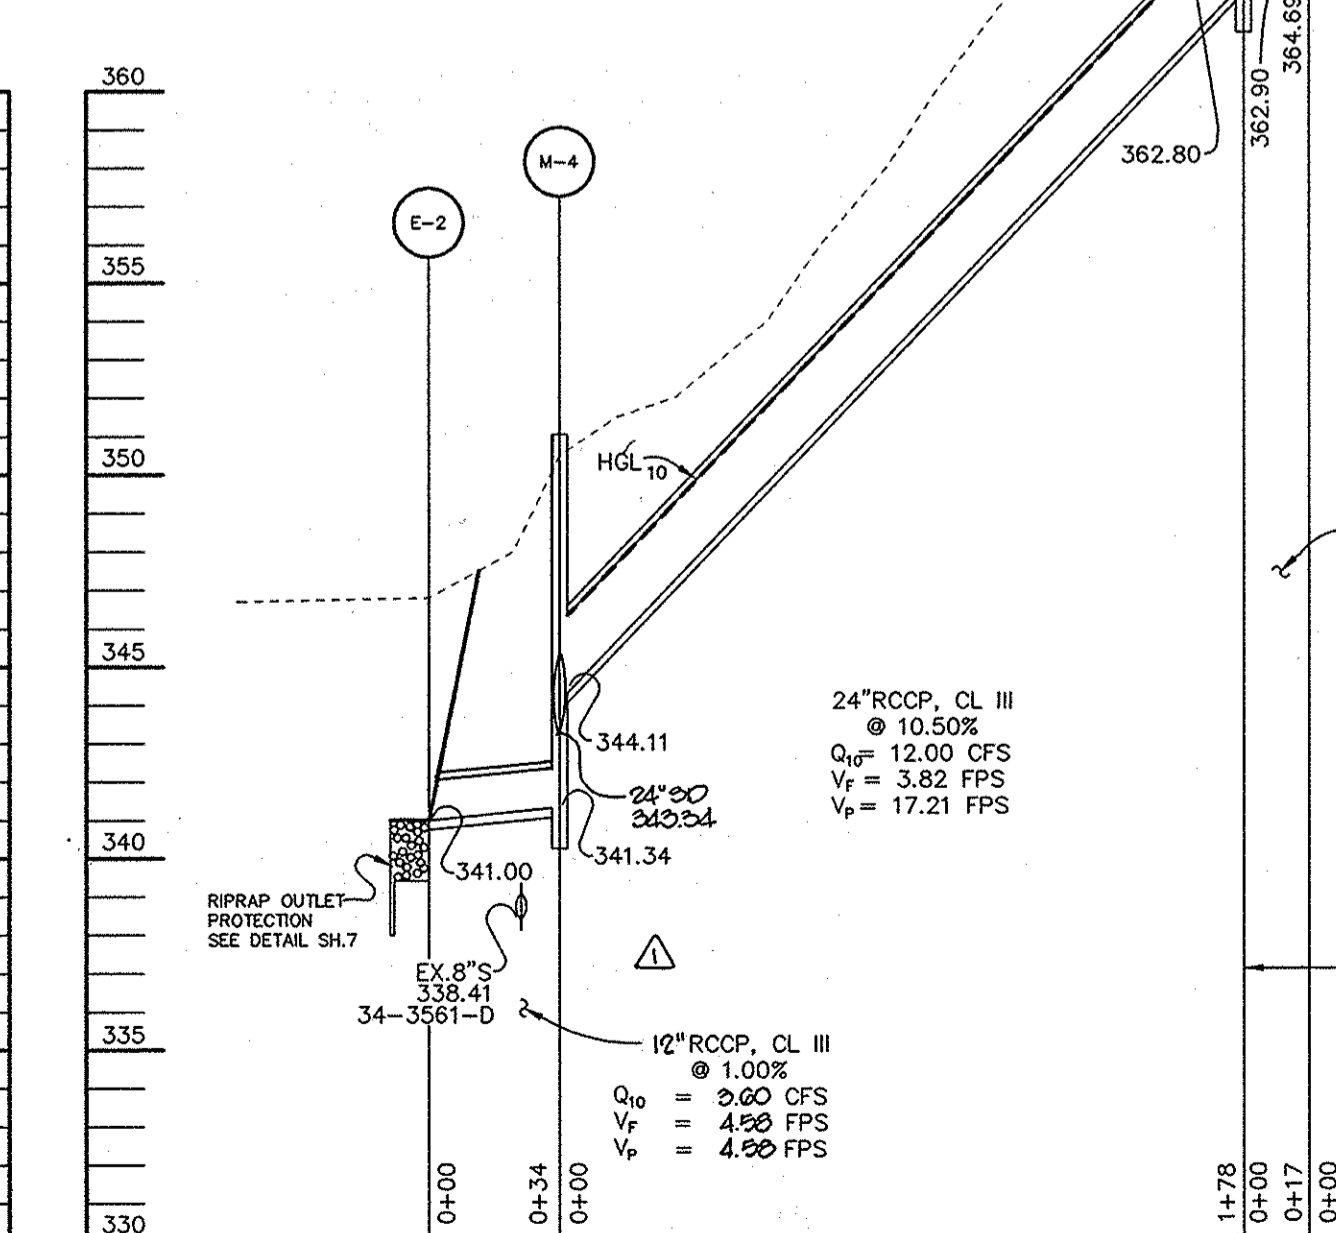 360
355
350
345
340
335
330
E-2
M-4
364.69
362.90
362.80
HGL10
344.11
24"SD
343.34
341.34
341.00
24"RCCP, CL III
@ 10.50%
Q10= 12.00 CFS
VF = 3.82 FPS
VP = 17.21 FPS
RIPRAP OUTLET
PROTECTION
SEE DETAIL SH.7
EX.8"S
338.41
34-3561-D
1
12"RCCP, CL III
@ 1.00%
Q10 = 3.60 CFS
VF = 4.58 FPS
VP = 4.58 FPS
0+00
0+34
0+00
1+78
0+00
0+17
0+00